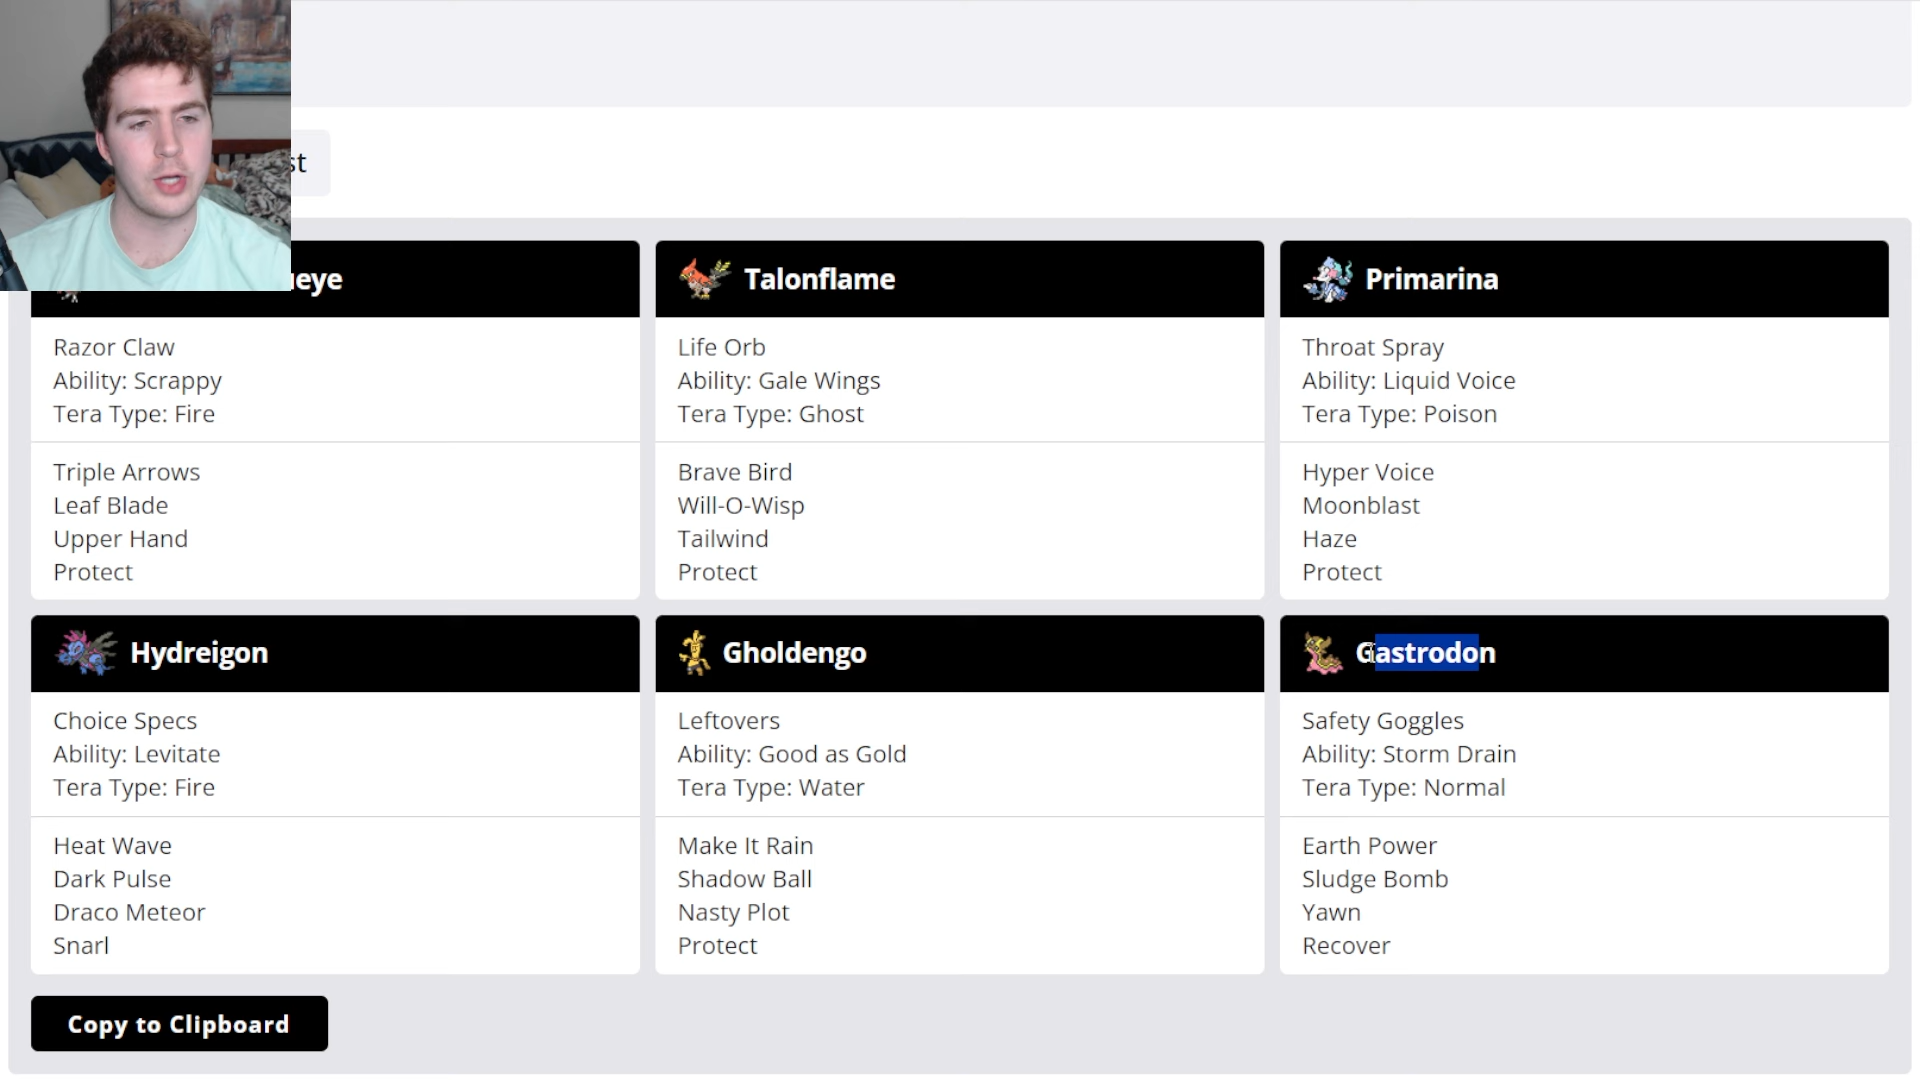 st
ueye
Talonflame
Primarina
Razor Claw
Ability: Scrappy
Tera Type: Fire
Life Orb
Ability: Gale Wings
Tera Type: Ghost
Throat Spray
Ability: Liquid Voice
Tera Type: Poison
Triple Arrows
Leaf Blade
Upper Hand
Protect
Brave Bird
Will-O-Wisp
Tailwind
Protect
Hyper Voice
Moonblast
Haze
Protect
Hydreigon
Gholdengo
Gastrodon
Choice Specs
Ability: Levitate
Tera Type: Fire
Leftovers
Ability: Good as Gold
Tera Type: Water
Safety Goggles
Ability: Storm Drain
Tera Type: Normal
Heat Wave
Dark Pulse
Draco Meteor
Snarl
Make It Rain
Shadow Ball
Nasty Plot
Protect
Earth Power
Sludge Bomb
Yawn
Recover
Copy to Clipboard